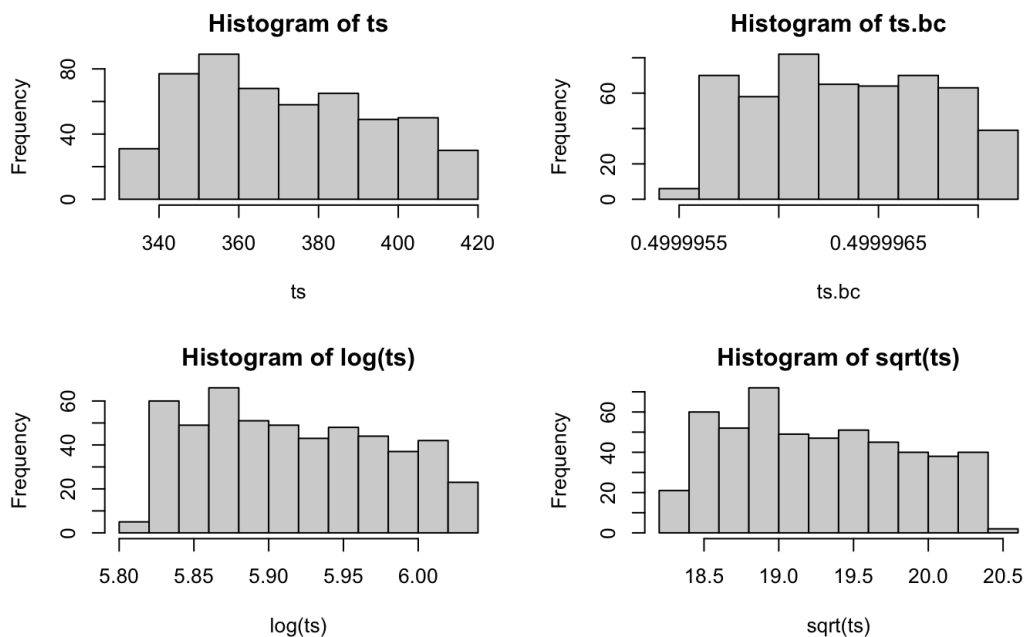 Histogram of ts
Frequency
0 40 80
340 360 380 400 420
ts
Histogram of ts.bc
Frequency
0 20 60
0.4999955 0.4999965
ts.bc
Histogram of log(ts)
Frequency
0 20 40 60
5.80 5.85 5.90 5.95 6.00
log(ts)
Histogram of sqrt(ts)
Frequency
0 20 40 60
18.5 19.0 19.5 20.0 20.5
sqrt(ts)